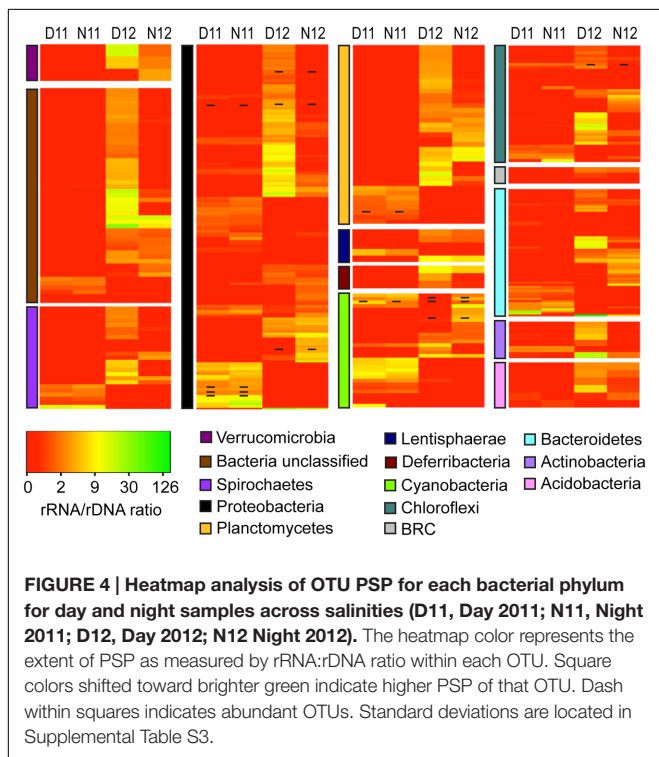 D11 N11 D12 N12 D11 N11 D12 N12 D11 N11 D12 N12 D11 N11 D12 N12
0 2 9 30 126
rRNA/rDNA ratio
Verrucomicrobia
Bacteria unclassified
Spirochaetes
Proteobacteria
Planctomycetes
Lentisphaerae
Deferribacteria
Cyanobacteria
Chloroflexi
BRC
Bacteroidetes
Actinobacteria
Acidobacteria
FIGURE 4 | Heatmap analysis of OTU PSP for each bacterial phylum
for day and night samples across salinities (D11, Day 2011; N11, Night
2011; D12, Day 2012; N12 Night 2012). The heatmap color represents the
extent of PSP as measured by rRNA:rDNA ratio within each OTU. Square
colors shifted toward brighter green indicate higher PSP of that OTU. Dash
within squares indicates abundant OTUs. Standard deviations are located in
Supplemental Table S3.